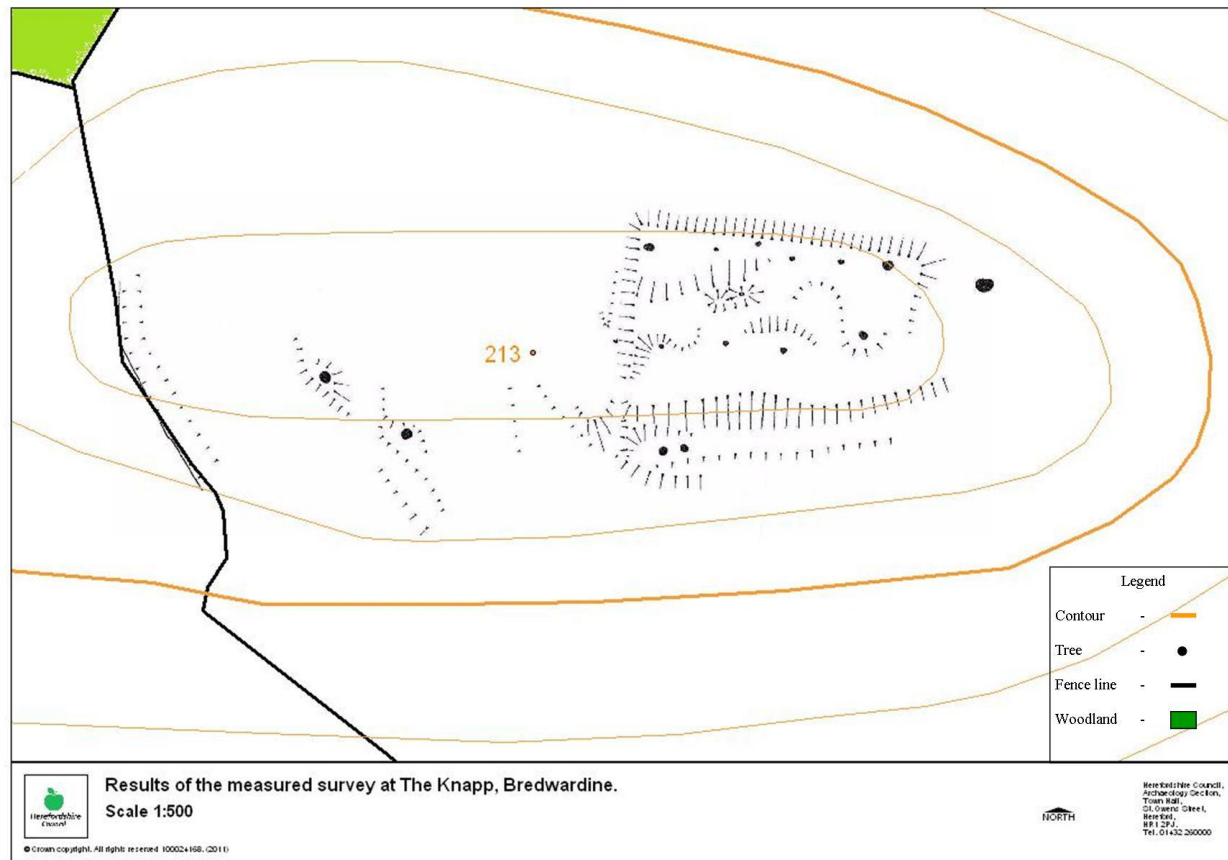 213
Legend
Contour -
Tree -
Fence line -
Woodland -
Herefordshire
Council
Results of the measured survey at The Knapp, Bredwardine.
Scale 1:500
© Crown copyright. All rights reserved 100024168. (2011)
NORTH
Herefordshire Council,
Archaeology Section,
Town Hall,
St. Owens Street,
Hereford,
HR1 2PJ.
Tel. 01432 260000